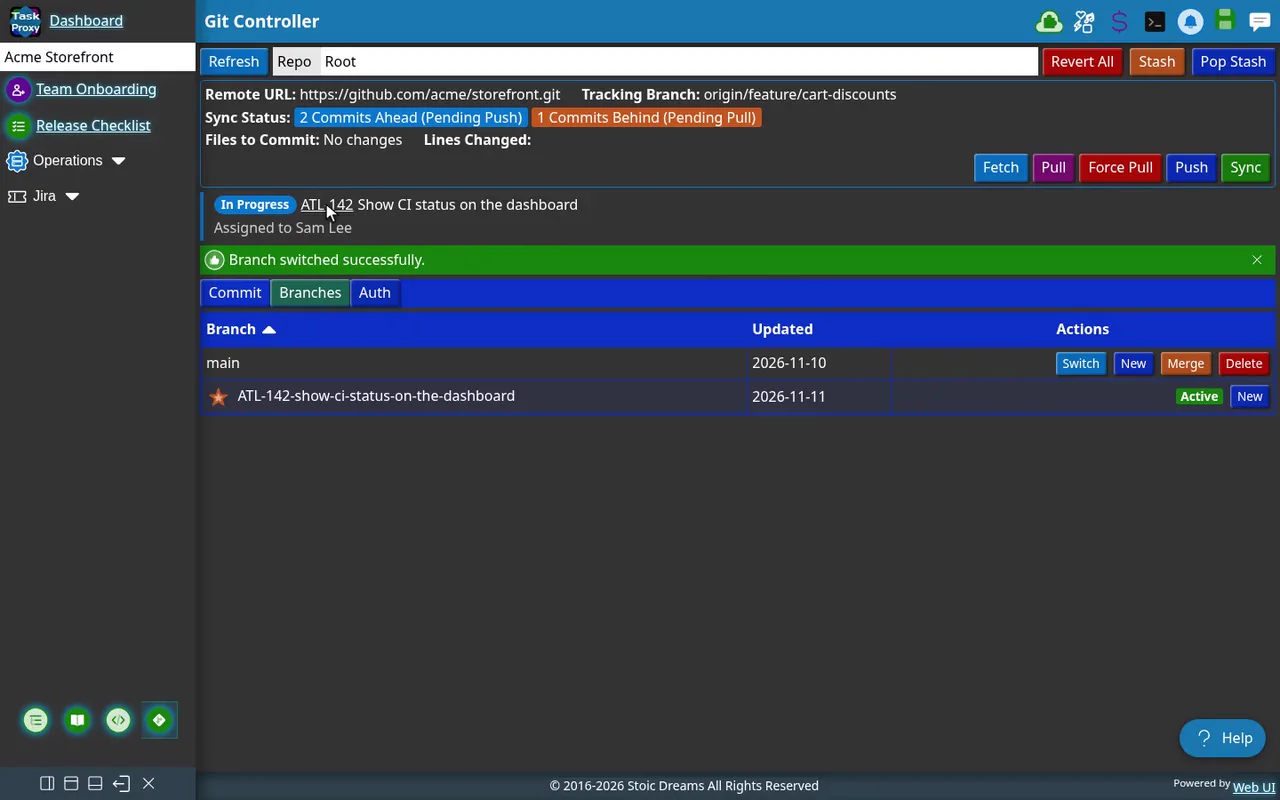 Task Proxy Dashboard
Git Controller
Acme Storefront
Team Onboarding
Release Checklist
Operations
Jira
Refresh Repo Root Revert All Stash Pop Stash
Remote URL: https://github.com/acme/storefront.git Tracking Branch: origin/feature/cart-discounts
Sync Status: 2 Commits Ahead (Pending Push) 1 Commits Behind (Pending Pull)
Files to Commit: No changes Lines Changed:
Fetch Pull Force Pull Push Sync
In Progress ATL-142 Show CI status on the dashboard
Assigned to Sam Lee
Branch switched successfully.
Commit Branches Auth
Branch Updated Actions
main 2026-11-10 Switch New Merge Delete
ATL-142-show-ci-status-on-the-dashboard 2026-11-11 Active New
? Help
© 2016-2026 Stoic Dreams All Rights Reserved
Powered by Web UI